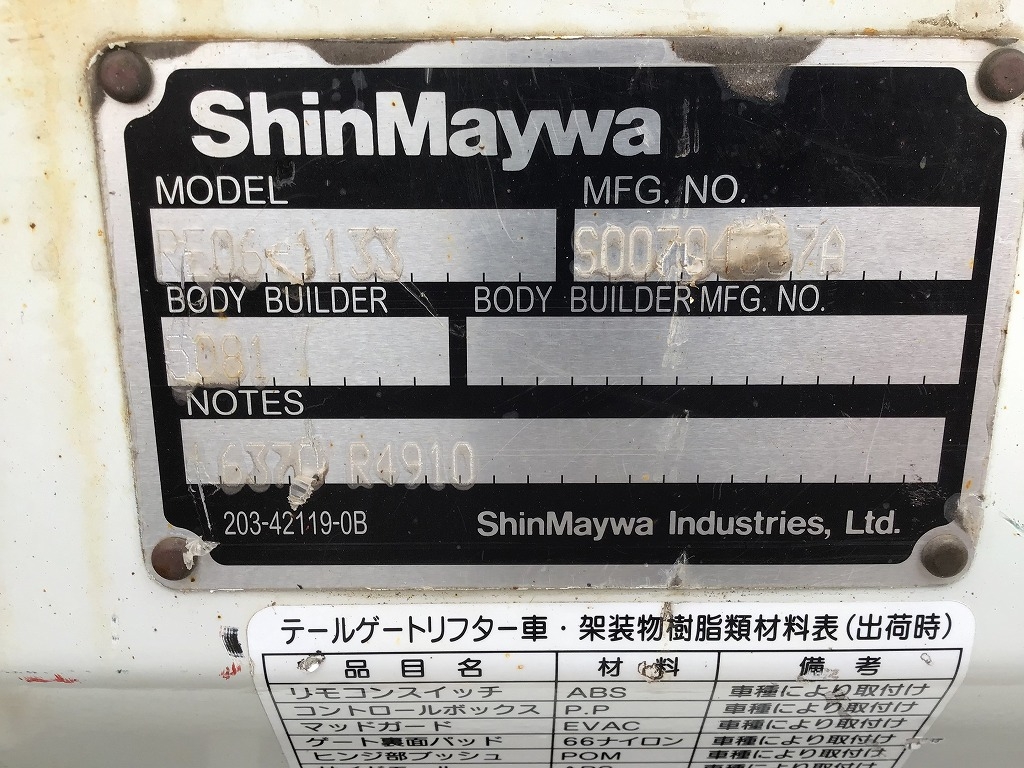 ShinMaywa
MODEL MFG. NO.
RE06-1133
BODY BUILDER BODY BUILDER MFG. NO.
5081
NOTES
R4910
203-42119-0B ShinMaywa Industries, Ltd.
テールゲートリフター車・架装物樹脂類材料表(出荷時)
品目名 材料 備考
リモコンスイッチ ABS 車種により取付け
コントロールボックス P.P 車種により取付け
マッドガード EVAC 車種により取付け
ゲート裏面パッド 66ナイロン 車種により取付け
ヒンジ部ブッシュ POM 車種により取付け